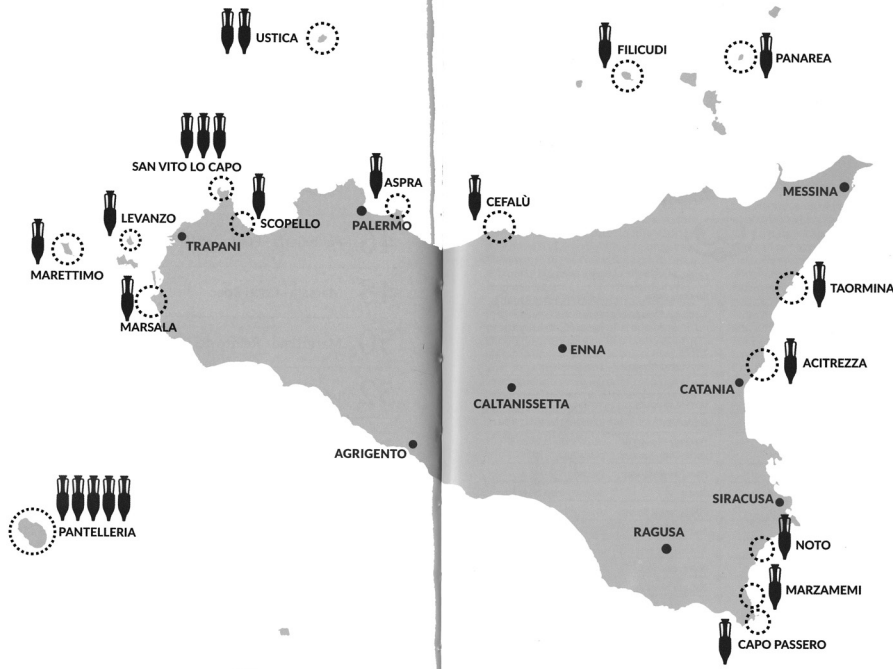 USTICA
FILICUDI
PANAREA
SAN VITO LO CAPO
ASPRA
CEFALÙ
MESSINA
LEVANZO
SCOPELLO
PALERMO
TRAPANI
MARETTIMO
TAORMINA
MARSALA
ENNA
ACITREZZA
CATANIA
CALTANISSETTA
AGRIGENTO
SIRACUSA
PANTELLERIA
RAGUSA
NOTO
MARZAMEMI
CAPO PASSERO